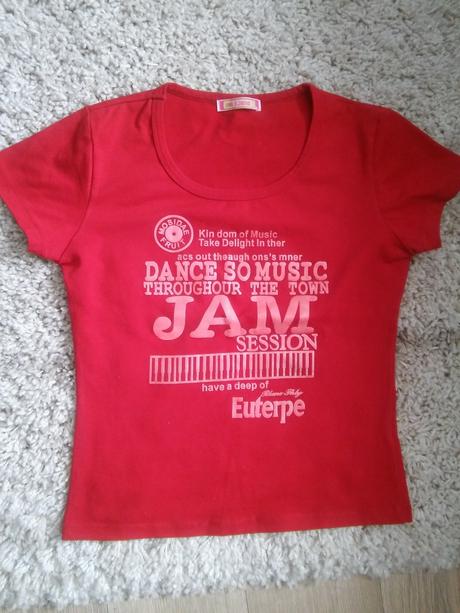 MOBIDAE
FRUIT
Kin dom of Music
Take Delight In ther
acs out theaugh ons's mner
DANCE SO MUSIC
THROUGHOUR THE TOWN
JAM
SESSION
have a deep of
Euterpe